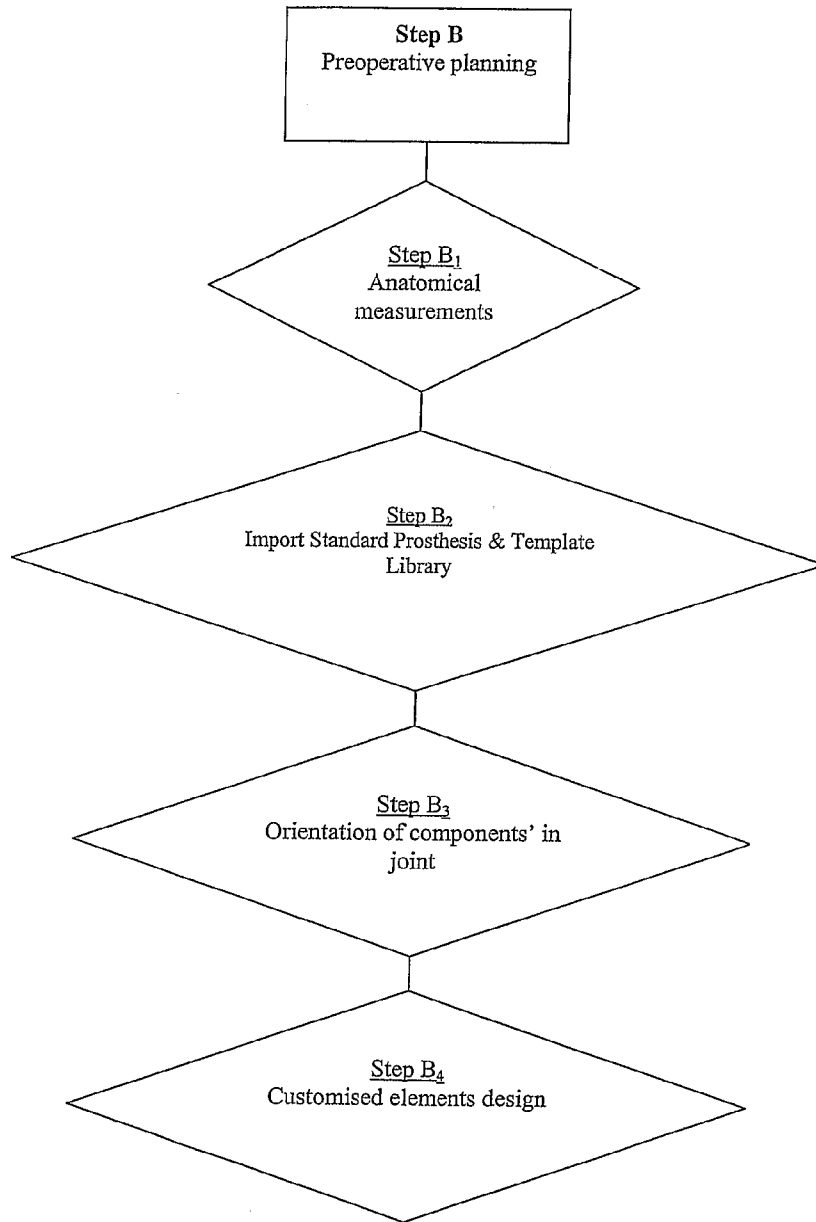 Step B
Preoperative planning
Step B₁
Anatomical
measurements
Step B₂
Import Standard Prosthesis & Template
Library
Step B₃
Orientation of components’ in
joint
Step B₄
Customised elements design